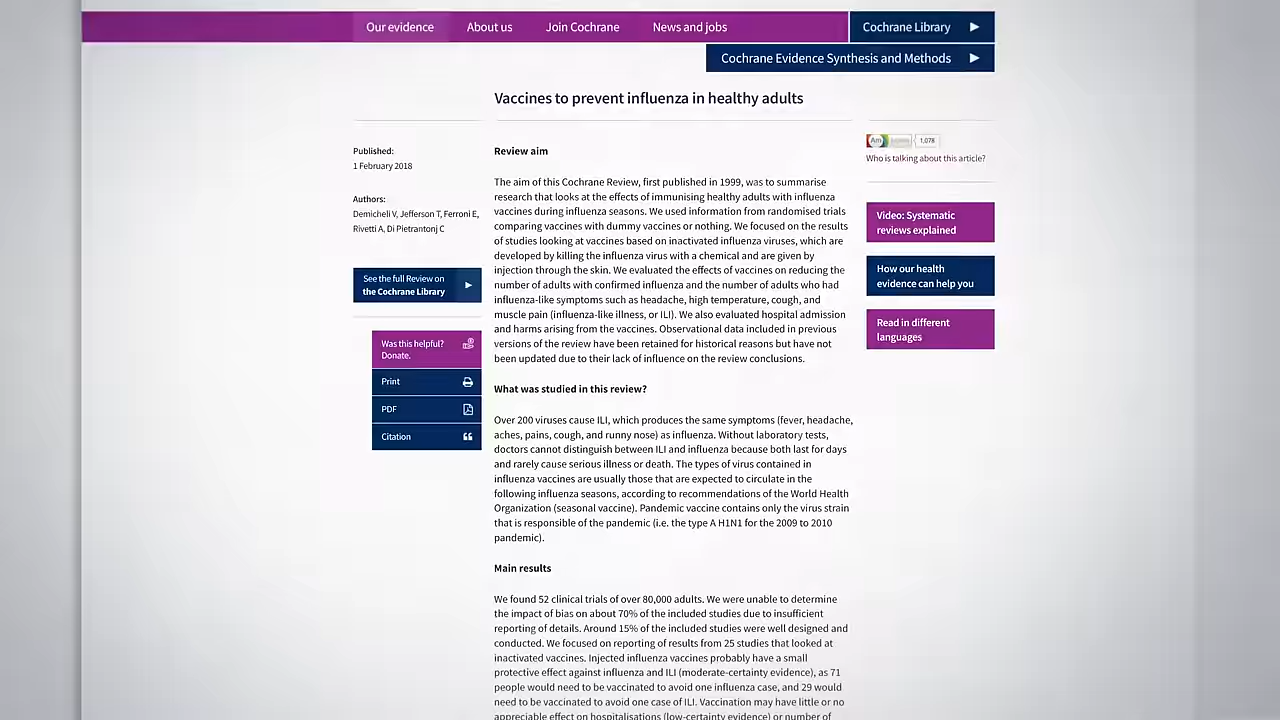 Our evidence About us Join Cochrane News and jobs Cochrane Library
Cochrane Evidence Synthesis and Methods
Vaccines to prevent influenza in healthy adults
Published:
1 February 2018
Authors:
Demicheli V, Jefferson T, Ferroni E,
Rivetti A, Di Pietrantonj C
See the full Review on
the Cochrane Library
Was this helpful?
Donate.
Print
PDF
Citation
Review aim
The aim of this Cochrane Review, first published in 1999, was to summarise
research that looks at the effects of immunising healthy adults with influenza
vaccines during influenza seasons. We used information from randomised trials
comparing vaccines with dummy vaccines or nothing. We focused on the results
of studies looking at vaccines based on inactivated influenza viruses, which are
developed by killing the influenza virus with a chemical and are given by
injection through the skin. We evaluated the effects of vaccines on reducing the
number of adults with confirmed influenza and the number of adults who had
influenza-like symptoms such as headache, high temperature, cough, and
muscle pain (influenza-like illness, or ILI). We also evaluated hospital admission
and harms arising from the vaccines. Observational data included in previous
versions of the review have been retained for historical reasons but have not
been updated due to their lack of influence on the review conclusions.
What was studied in this review?
Over 200 viruses cause ILI, which produces the same symptoms (fever, headache,
aches, pains, cough, and runny nose) as influenza. Without laboratory tests,
doctors cannot distinguish between ILI and influenza because both last for days
and rarely cause serious illness or death. The types of virus contained in
influenza vaccines are usually those that are expected to circulate in the
following influenza seasons, according to recommendations of the World Health
Organization (seasonal vaccine). Pandemic vaccine contains only the virus strain
that is responsible of the pandemic (i.e. the type A H1N1 for the 2009 to 2010
pandemic).
Main results
We found 52 clinical trials of over 80,000 adults. We were unable to determine
the impact of bias on about 70% of the included studies due to insufficient
reporting of details. Around 15% of the included studies were well designed and
conducted. We focused on reporting of results from 25 studies that looked at
inactivated vaccines. Injected influenza vaccines probably have a small
protective effect against influenza and ILI (moderate-certainty evidence), as 71
people would need to be vaccinated to avoid one influenza case, and 29 would
need to be vaccinated to avoid one case of ILI. Vaccination may have little or no
appreciable effect on hospitalisations (low-certainty evidence) or number of
Am 1,078
Who is talking about this article?
Video: Systematic
reviews explained
How our health
evidence can help you
Read in different
languages